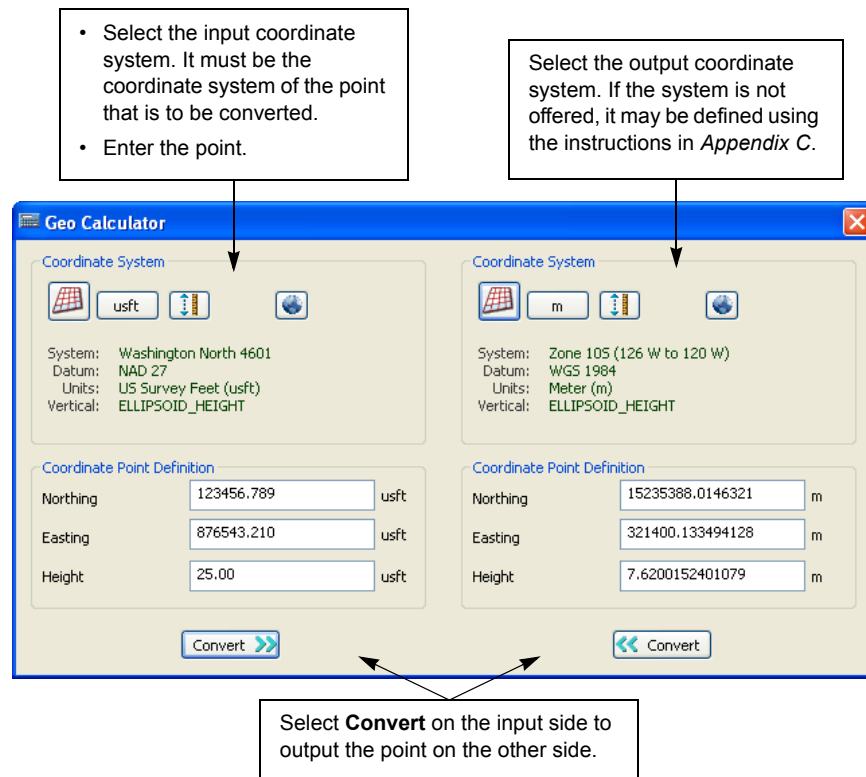 • Select the input coordinate
system. It must be the
coordinate system of the point
that is to be converted.
• Enter the point.
Select the output coordinate
system. If the system is not
offered, it may be defined using
the instructions in Appendix C.
Geo Calculator
Coordinate System
usft
System: Washington North 4601
Datum: NAD 27
Units: US Survey Feet (usft)
Vertical: ELLIPSOID_HEIGHT
Coordinate Point Definition
Northing 123456.789 usft
Easting 876543.210 usft
Height 25.00 usft
Convert
Coordinate System
m
System: Zone 10S (126 W to 120 W)
Datum: WGS 1984
Units: Meter (m)
Vertical: ELLIPSOID_HEIGHT
Coordinate Point Definition
Northing 15235388.0146321 m
Easting 321400.133494128 m
Height 7.6200152401079 m
Convert
Select Convert on the input side to
output the point on the other side.